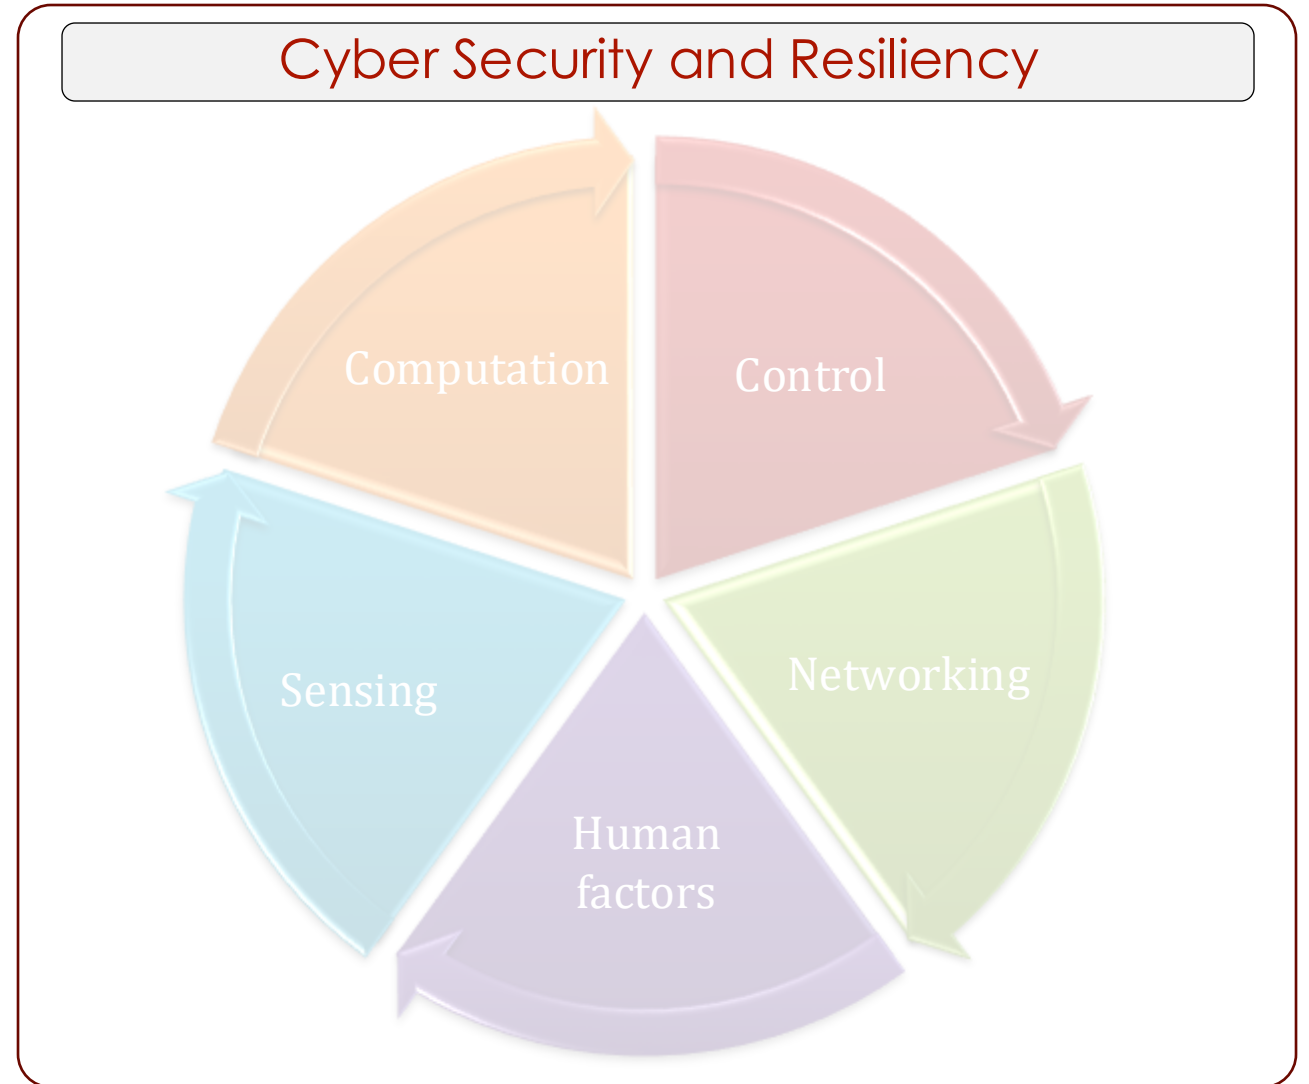 Cyber Security and Resiliency
Computation
Control
Sensing
Networking
Human
factors